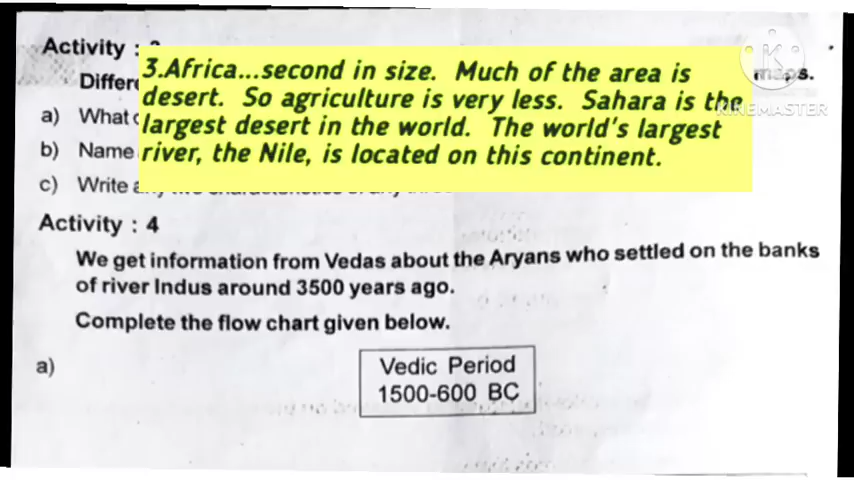 Activity :
3.Africa...second in size. Much of the area is
Differ
maps.
desert. So agriculture is very less. Sahara is the
a) What
largest desert in the world. The world's largest
KINEMASTER
b) Name
river, the Nile, is located on this continent.
c) Write
Activity : 4
We get information from Vedas about the Aryans who settled on the banks
of river Indus around 3500 years ago.
Complete the flow chart given below.
a)
Vedic Period
1500-600 BC